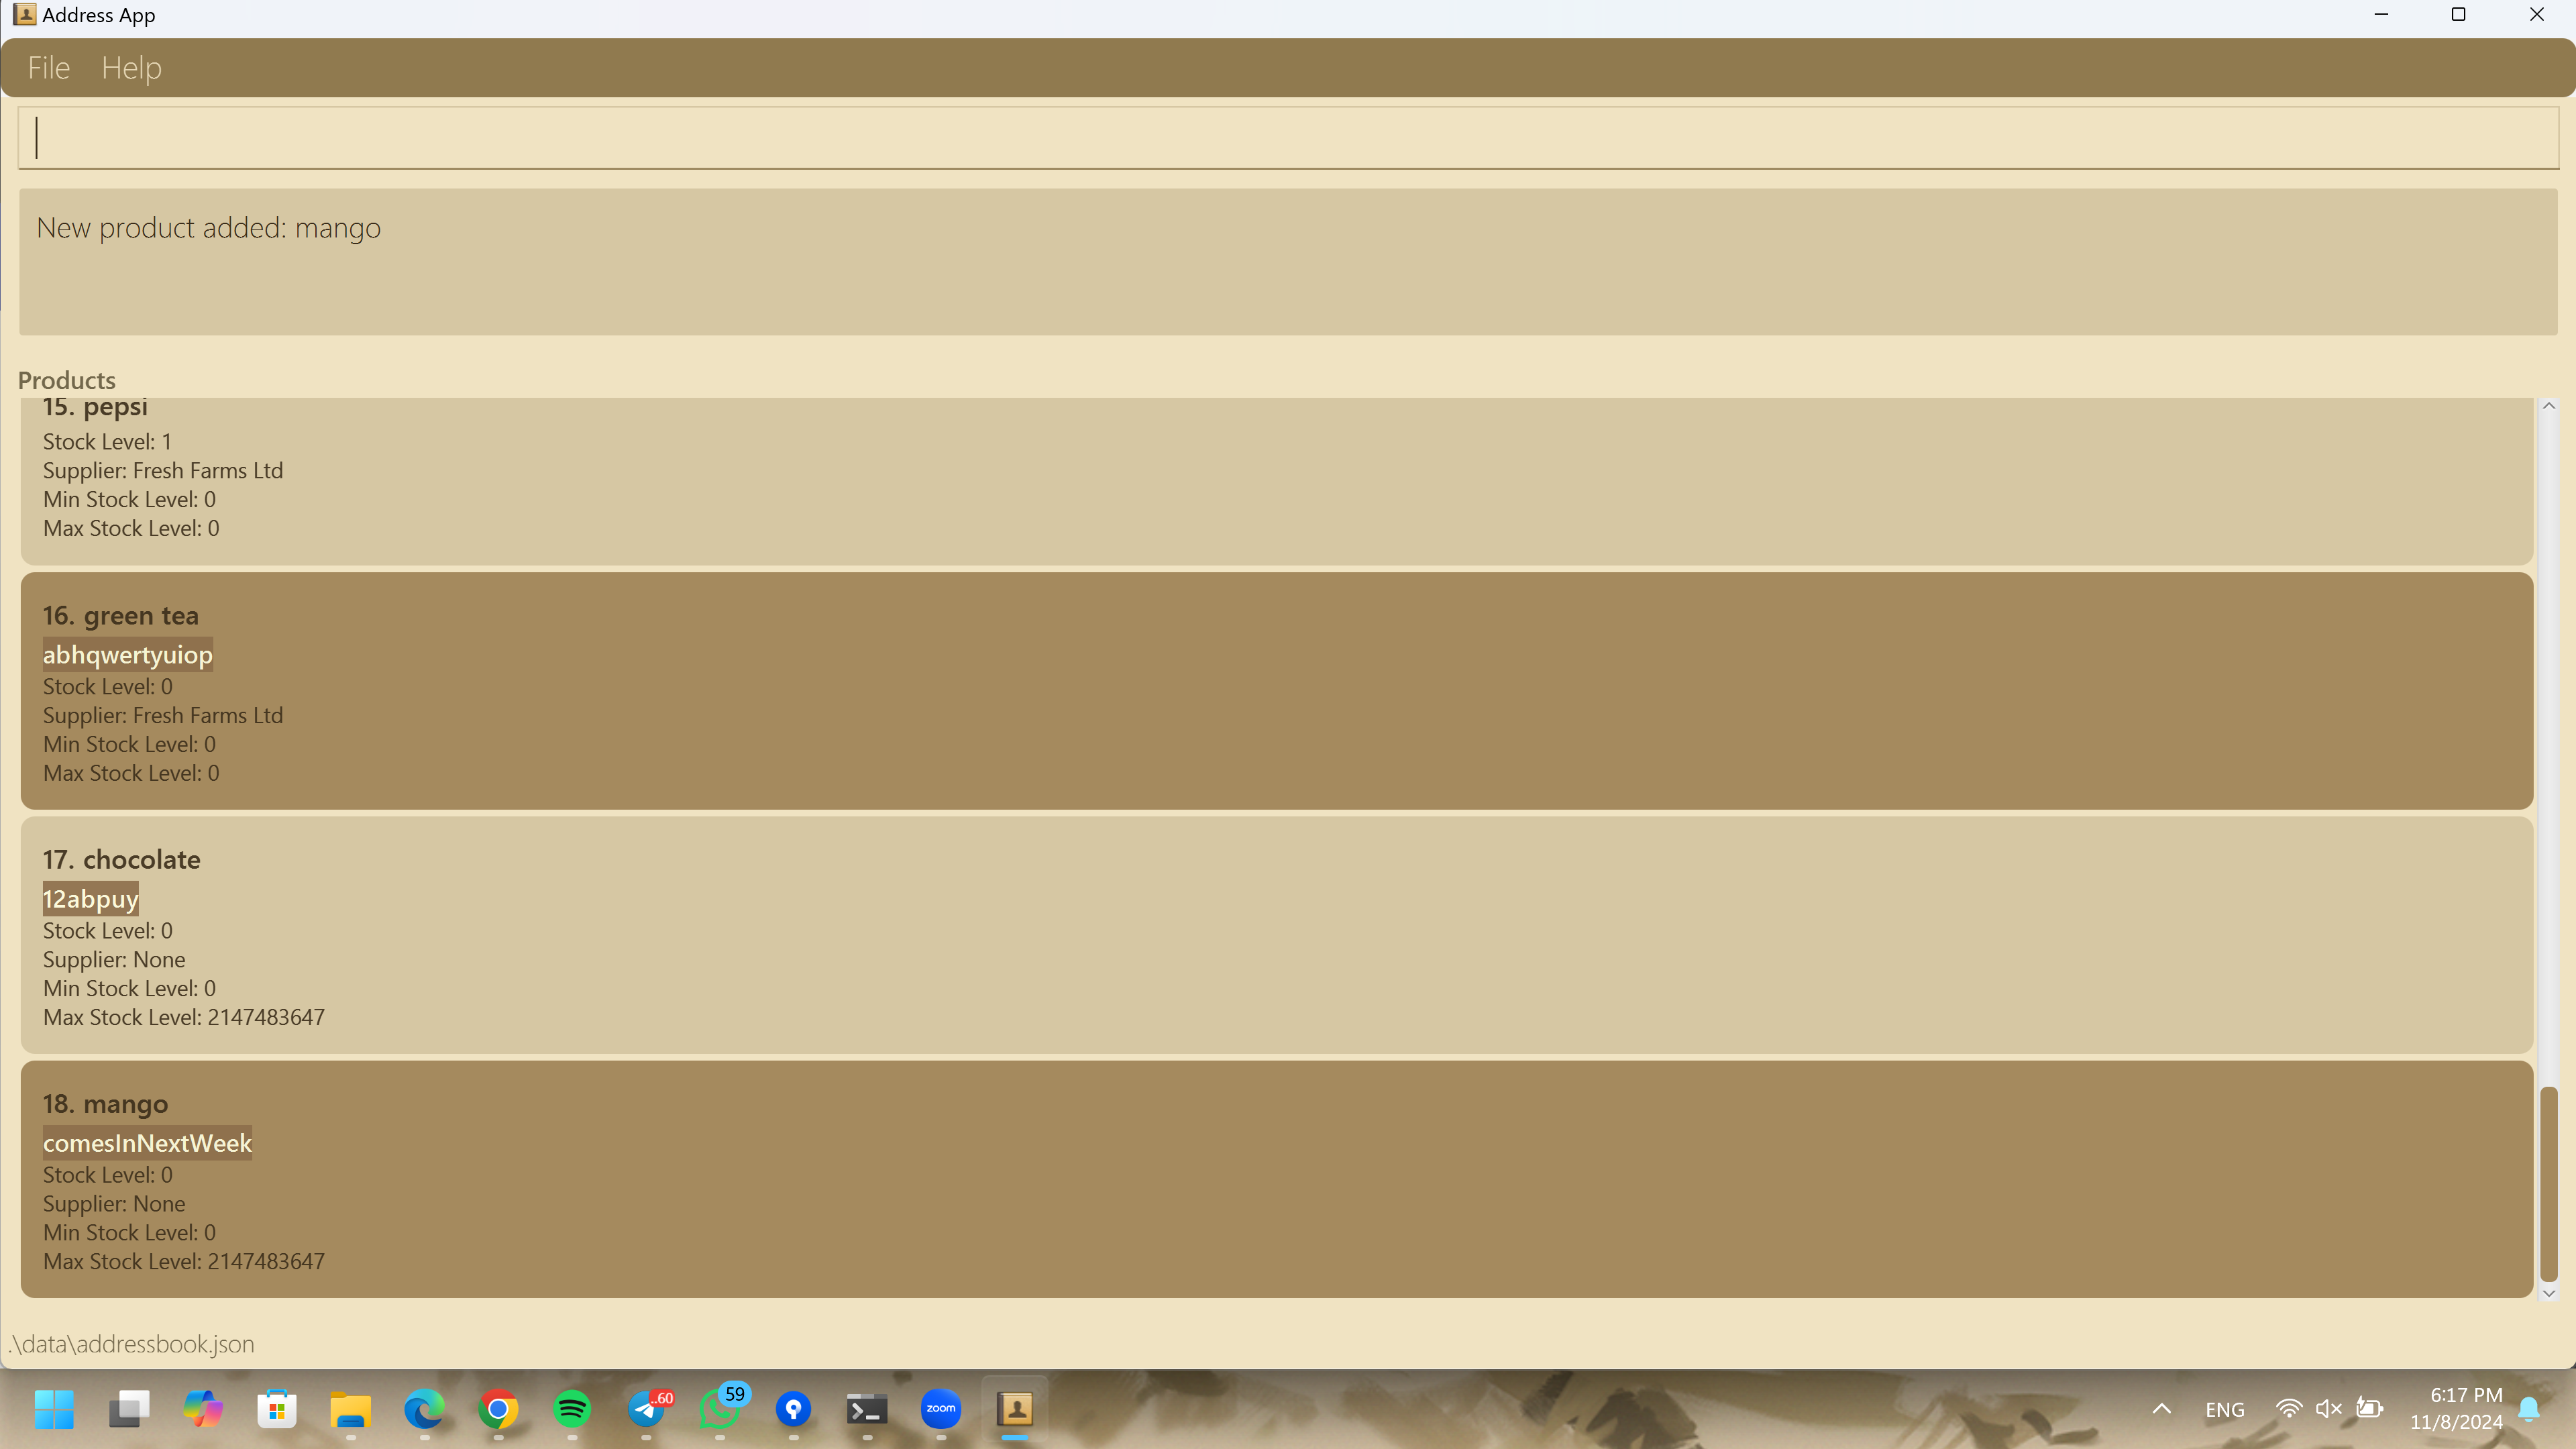 Address App
File Help
New product added: mango
Products
15. pepsi
Stock Level: 1
Supplier: Fresh Farms Ltd
Min Stock Level: 0
Max Stock Level: 0
16. green tea
abhqwertyuiop
Stock Level: 0
Supplier: Fresh Farms Ltd
Min Stock Level: 0
Max Stock Level: 0
17. chocolate
12abpuy
Stock Level: 0
Supplier: None
Min Stock Level: 0
Max Stock Level: 2147483647
18. mango
comesInNextWeek
Stock Level: 0
Supplier: None
Min Stock Level: 0
Max Stock Level: 2147483647
.\data\addressbook.json
..60
59
zoom
ENG
6:17 PM
11/8/2024